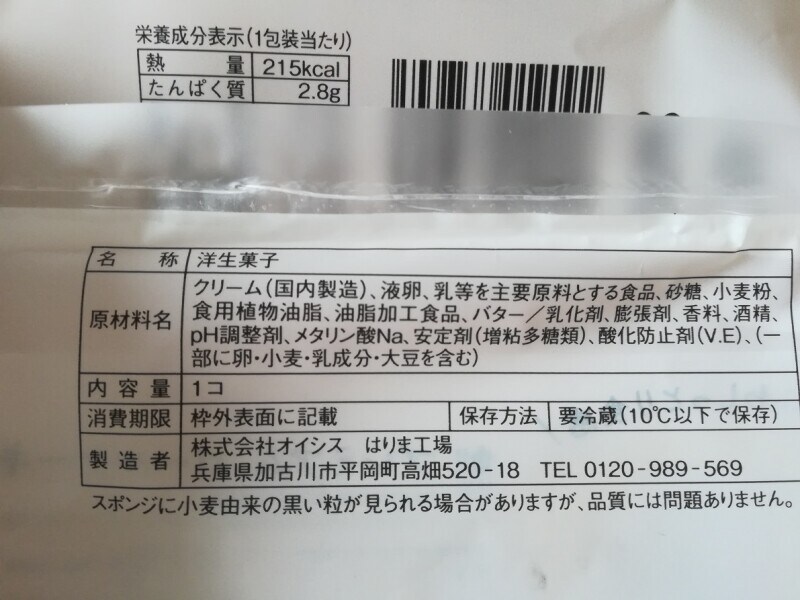 栄養成分表示(1包装当たり)
熱 量 215kcal
たんぱく質 2.8g
名 称 洋生菓子
原材料名 クリーム(国内製造)、液卵、乳等を主要原料とする食品、砂糖、小麦粉、
食用植物油脂、油脂加工食品、バター/乳化剤、膨張剤、香料、酒精、
pH調整剤、メタリン酸Na、安定剤(増粘多糖類)、酸化防止剤(V.E)、(一
部に卵・小麦・乳成分・大豆を含む)
内容量 1コ
消費期限 枠外表面に記載 保存方法 要冷蔵(10℃以下で保存)
製造者 株式会社オイシス はりま工場
兵庫県加古川市平岡町高畑520-18 TEL 0120-989-569
スポンジに小麦由来の黒い粒が見られる場合がありますが、品質には問題ありません。